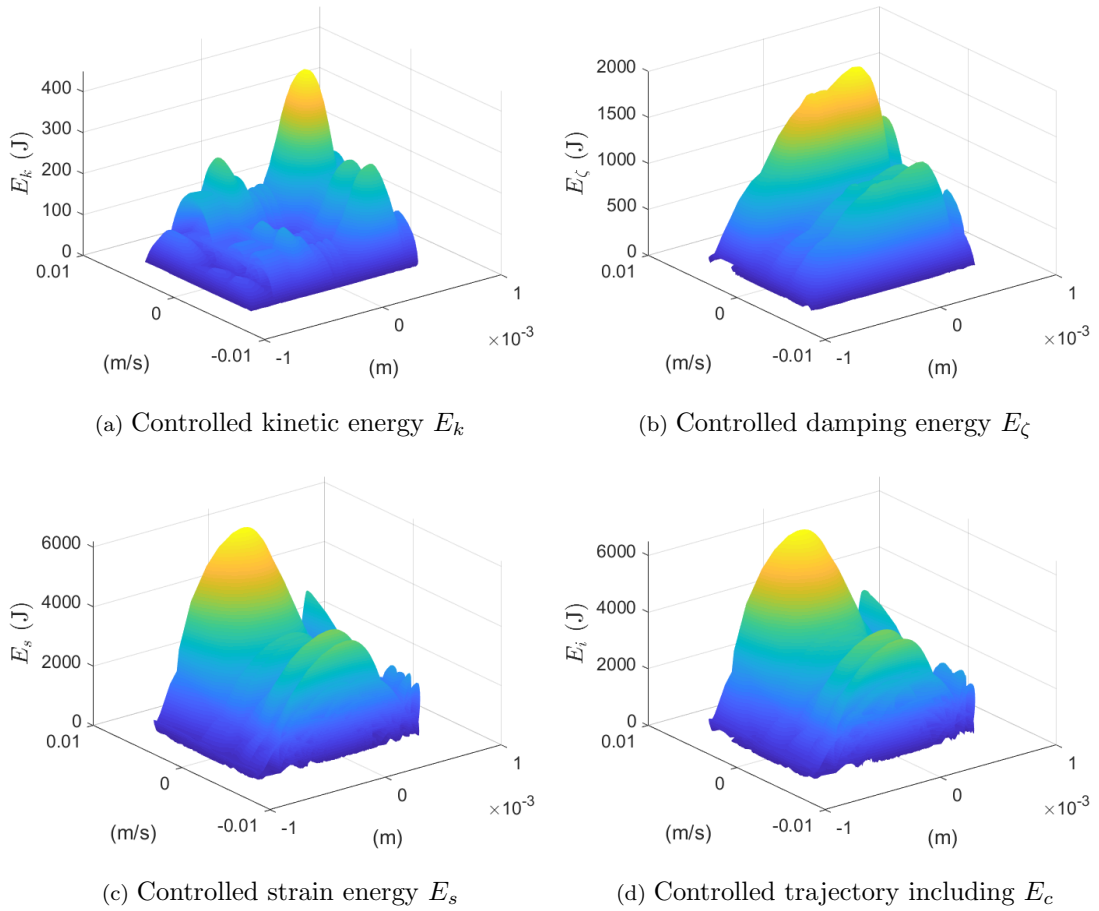 400
300
200
100
0
E_k (J)
0.01
0
-0.01
(m/s)
-1
0
1
×10^-3
(m)
(a) Controlled kinetic energy E_k
2000
1500
1000
500
0
E_ζ (J)
0.01
0
-0.01
(m/s)
-1
0
1
×10^-3
(m)
(b) Controlled damping energy E_ζ
6000
4000
2000
0
E_s (J)
0.01
0
-0.01
(m/s)
-1
0
1
×10^-3
(m)
(c) Controlled strain energy E_s
6000
4000
2000
0
E_i (J)
0.01
0
-0.01
(m/s)
-1
0
1
×10^-3
(m)
(d) Controlled trajectory including E_c